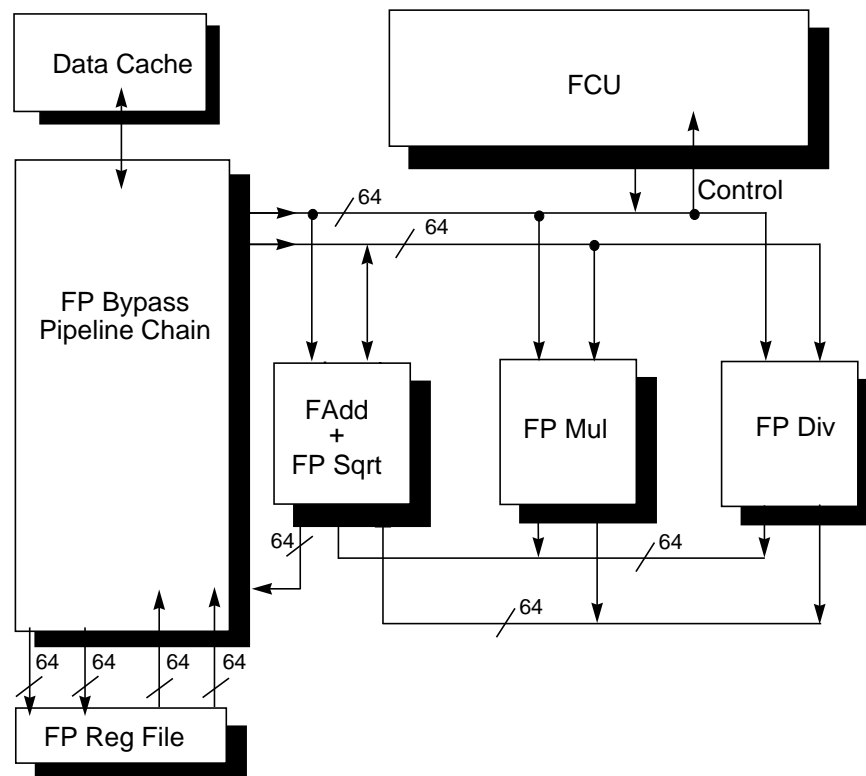 Data Cache
FCU
Control
64
64
FP Bypass
Pipeline Chain
FAdd
+
FP Sqrt
FP Mul
FP Div
64
64
64
64
64
64
64
FP Reg File